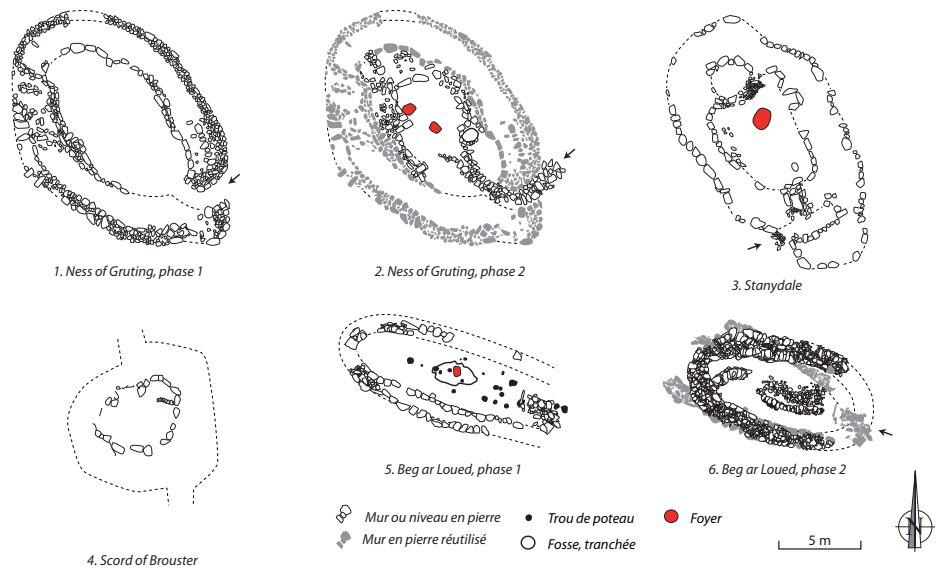 1. Ness of Gruting, phase 1
2. Ness of Gruting, phase 2
3. Stanydale
4. Scord of Brouster
5. Beg ar Loued, phase 1
6. Beg ar Loued, phase 2
Mur ou niveau en pierre
Mur en pierre réutilisé
Trou de poteau
Fosse, tranchée
Foyer
5 m
N